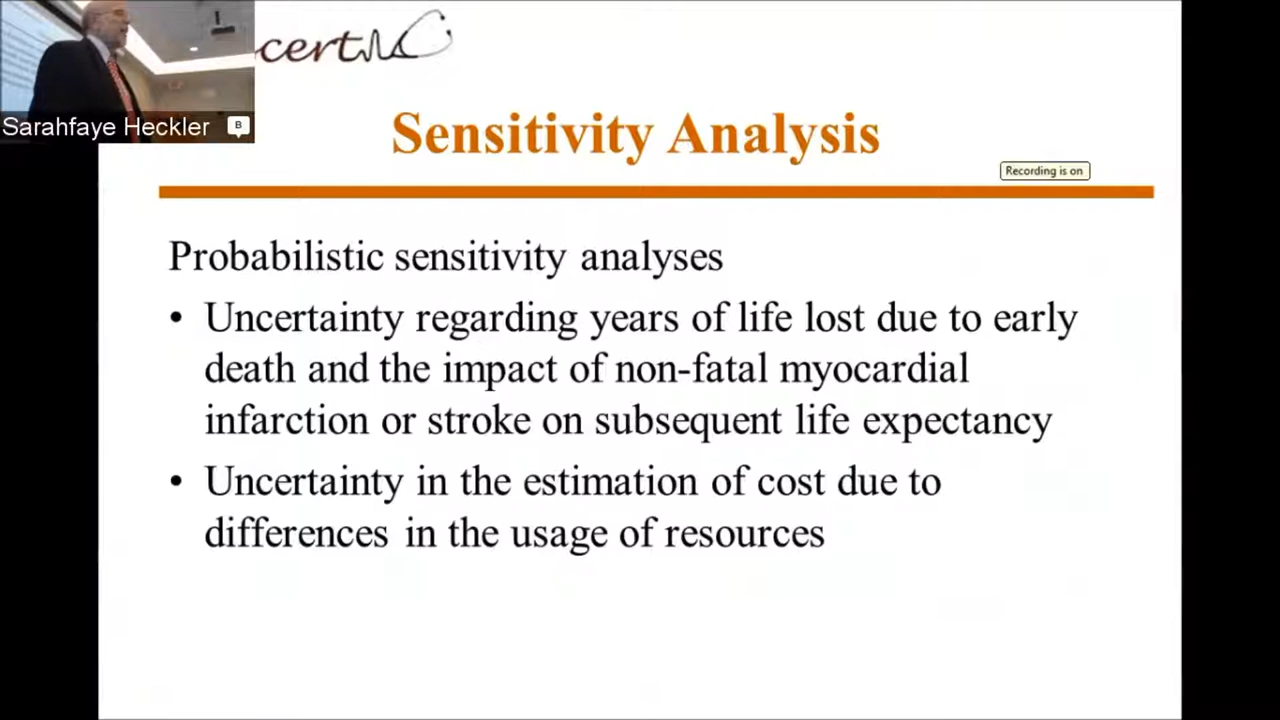 cert
Sarahfaye Heckler
B
Sensitivity Analysis
Recording is on
Probabilistic sensitivity analyses
• Uncertainty regarding years of life lost due to early
death and the impact of non-fatal myocardial
infarction or stroke on subsequent life expectancy
• Uncertainty in the estimation of cost due to
differences in the usage of resources